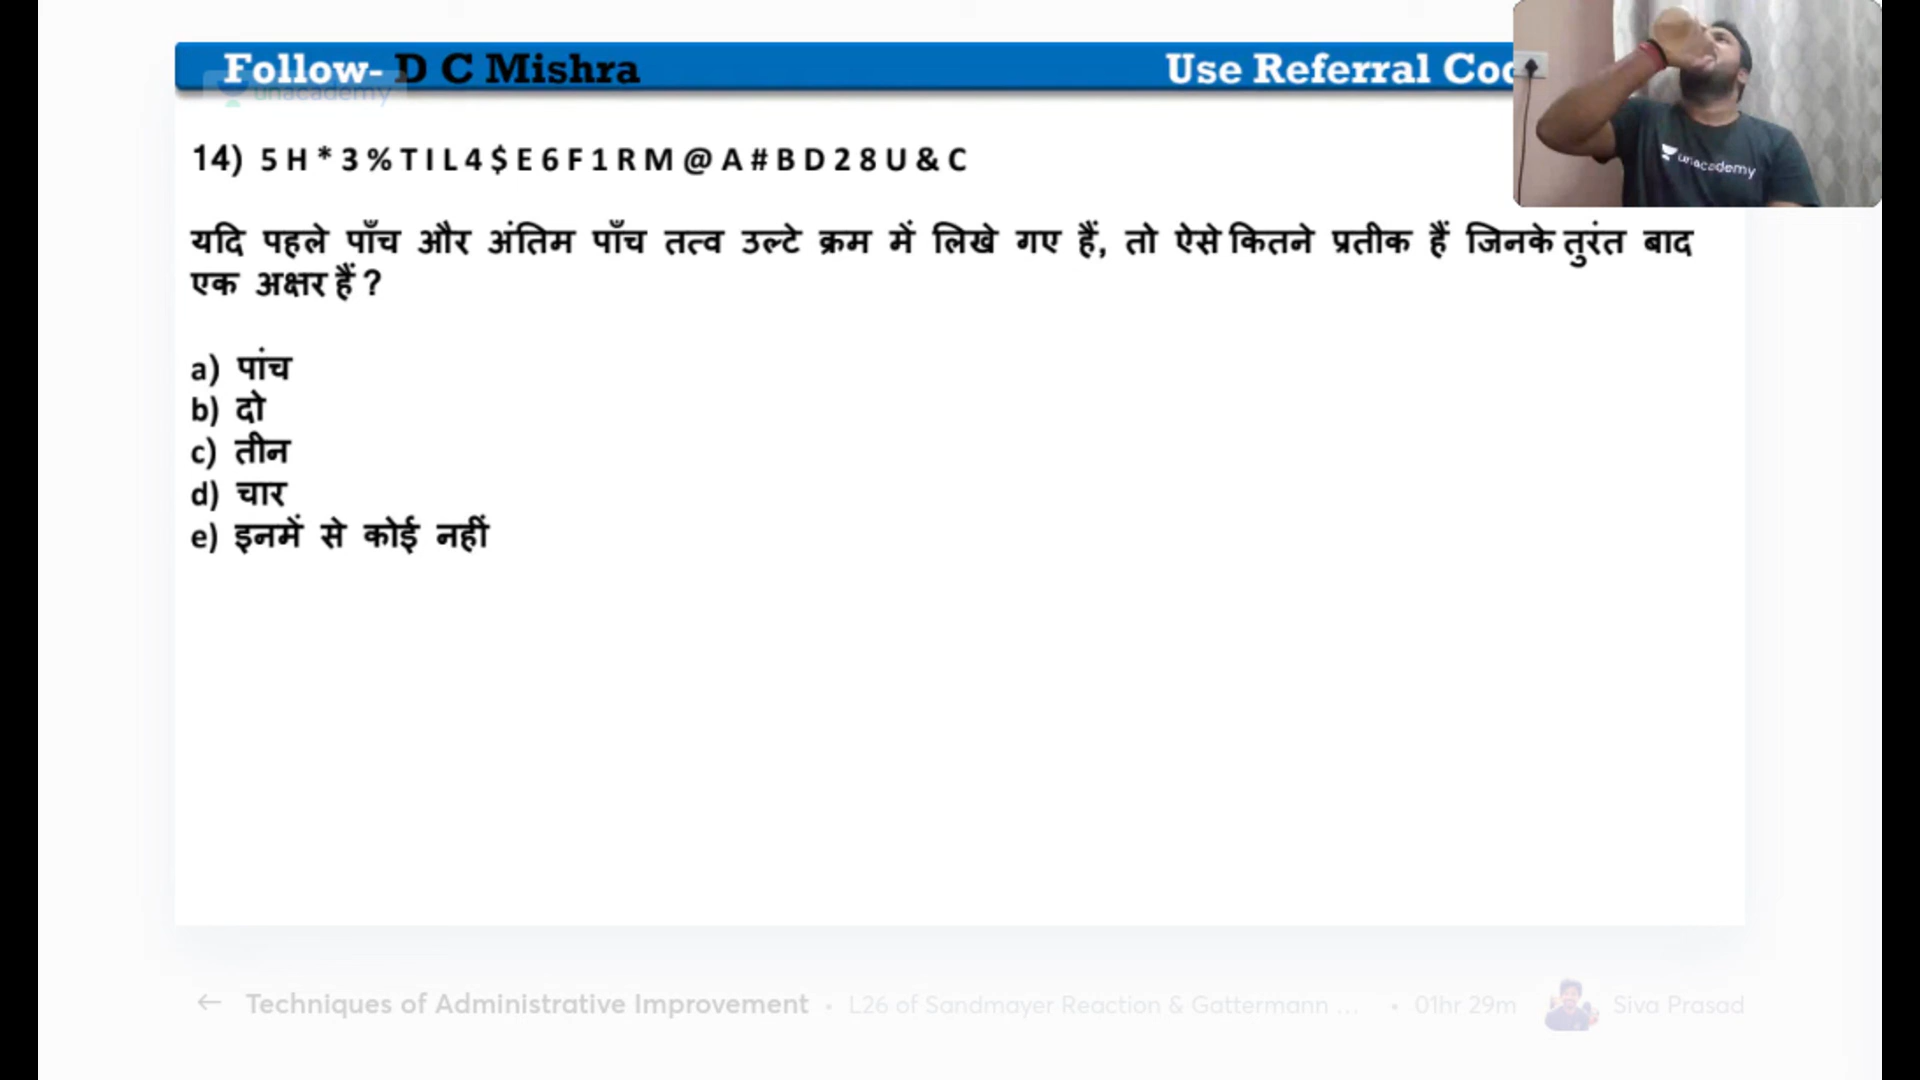 Follow- D C Mishra
Use Referral
unacademy
unacademy
14) 5 H * 3 % T I L 4 $ E 6 F 1 R M @ A # B D 2 8 U & C
यदि पहले पाँच और अंतिम पाँच तत्व उल्टे क्रम में लिखे गए हैं, तो ऐसे कितने प्रतीक हैं जिनके तुरंत बाद
एक अक्षर हैं ?
a) पांच
b) दो
c) तीन
d) चार
e) इनमें से कोई नहीं
← Techniques of Administrative Improvement • L26 of Sandmayer Reaction & Gattermann ... • 01hr 29m Siva Prasad